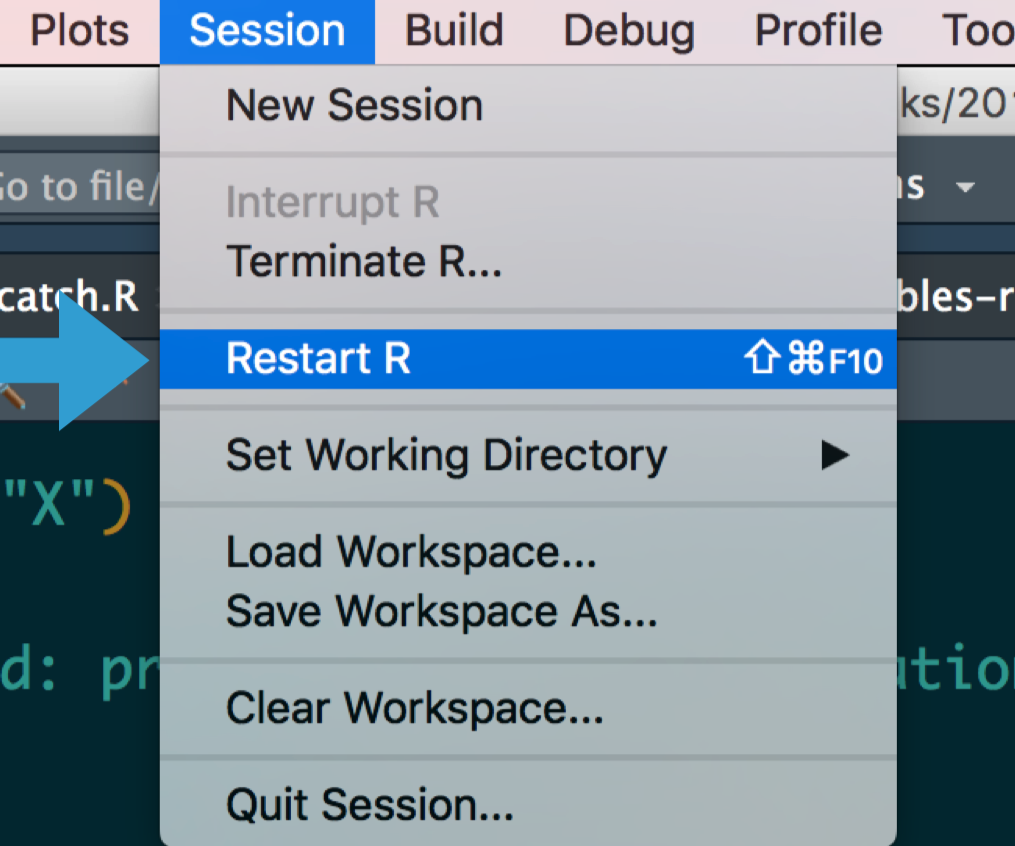 Plots Session Build Debug Profile Too
New Session
ks/201
Go to file/
ns
Interrupt R
Terminate R...
catch.R
bles-r
Restart R ⇧⌘F10
Set Working Directory ▶
"X")
Load Workspace...
Save Workspace As...
d: pr
ution
Clear Workspace...
Quit Session...